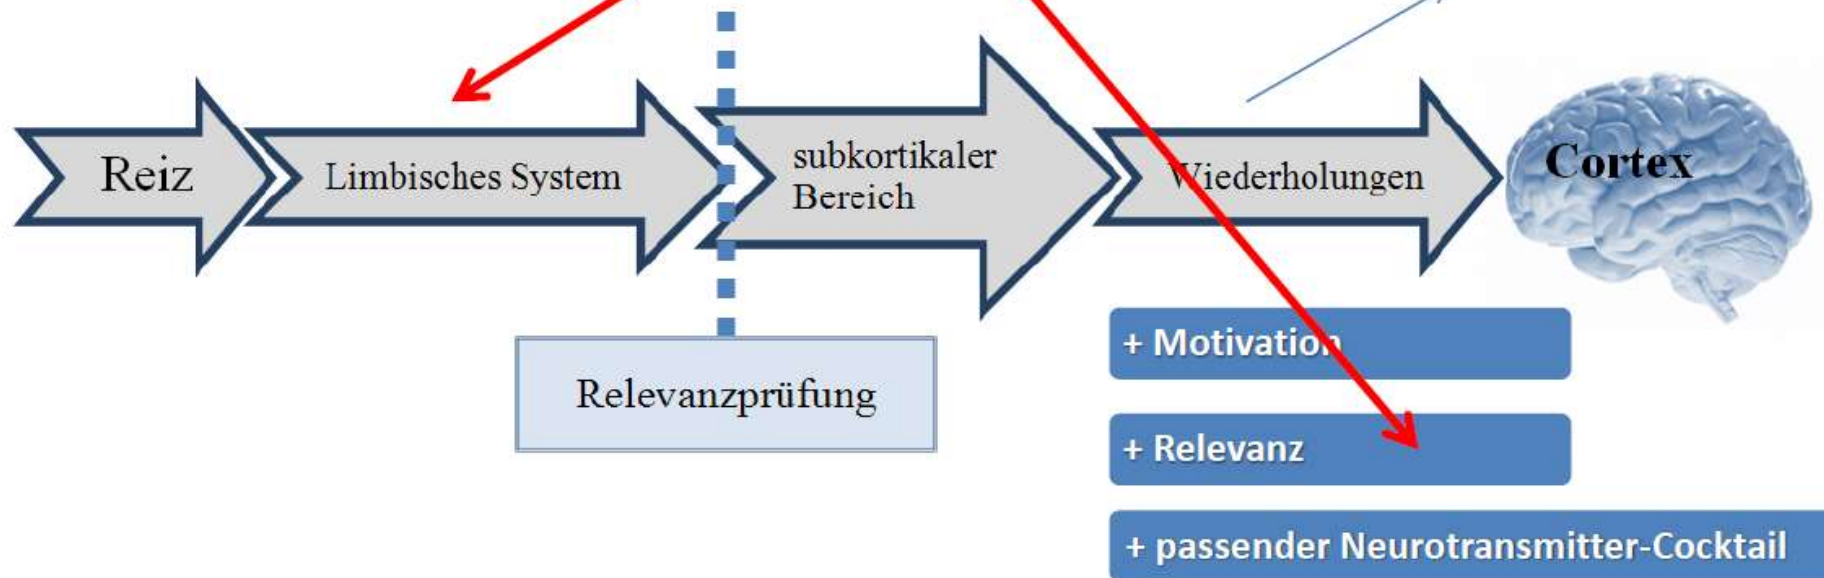 Reiz
Limbisches System
subkortikaler
Bereich
Wiederholungen
Cortex
Relevanzprüfung
+ Motivation
+ Relevanz
+ passender Neurotransmitter-Cocktail